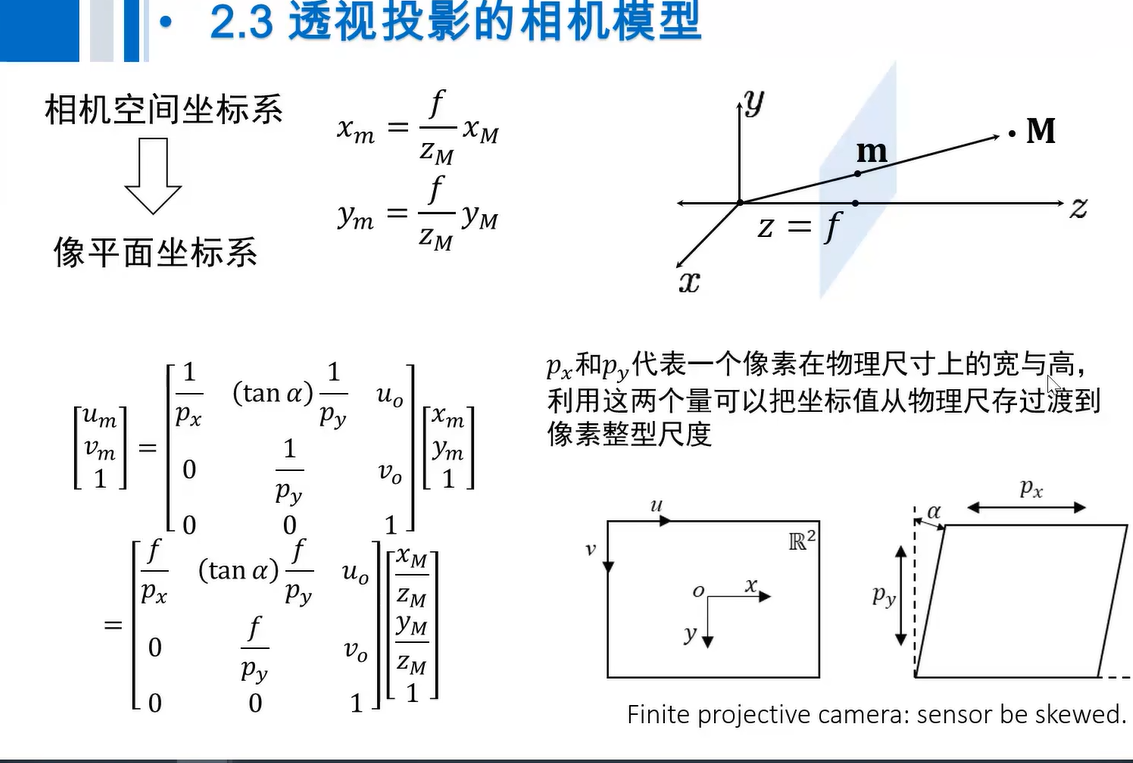 • 2.3 透视投影的相机模型
相机空间坐标系
像平面坐标系
x_m = \frac{f}{z_M} x_M
y_m = \frac{f}{z_M} y_M
y
M
m
z
z = f
x
\begin{bmatrix} u_m \\ v_m \\ 1 \end{bmatrix} = \begin{bmatrix} \frac{1}{p_x} & (\tan α)\frac{1}{p_y} & u_o \\ 0 & \frac{1}{p_y} & v_o \\ 0 & 0 & 1 \end{bmatrix} \begin{bmatrix} x_m \\ y_m \\ 1 \end{bmatrix}
= \begin{bmatrix} \frac{f}{p_x} & (\tan α)\frac{f}{p_y} & u_o \\ 0 & \frac{f}{p_y} & v_o \\ 0 & 0 & 1 \end{bmatrix} \begin{bmatrix} \frac{x_M}{z_M} \\ \frac{y_M}{z_M} \\ 1 \end{bmatrix}
p_x和p_y代表一个像素在物理尺寸上的宽与高，
利用这两个量可以把坐标值从物理尺存过渡到
像素整型尺度
u
v
ℝ²
o
x
y
α
p_x
p_y
Finite projective camera: sensor be skewed.